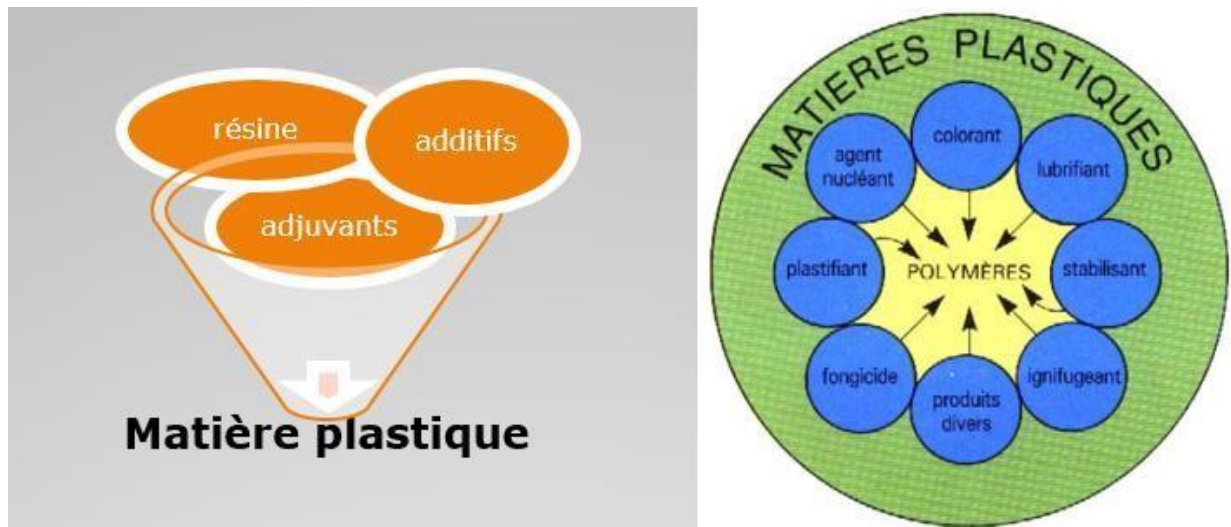 résine
additifs
adjuvants
Matière plastique
MATIERES PLASTIQUES
colorant
agent
nucléant
lubrifiant
plastifiant
POLYMÈRES
stabilisant
fongicide
ignifugeant
produits
divers